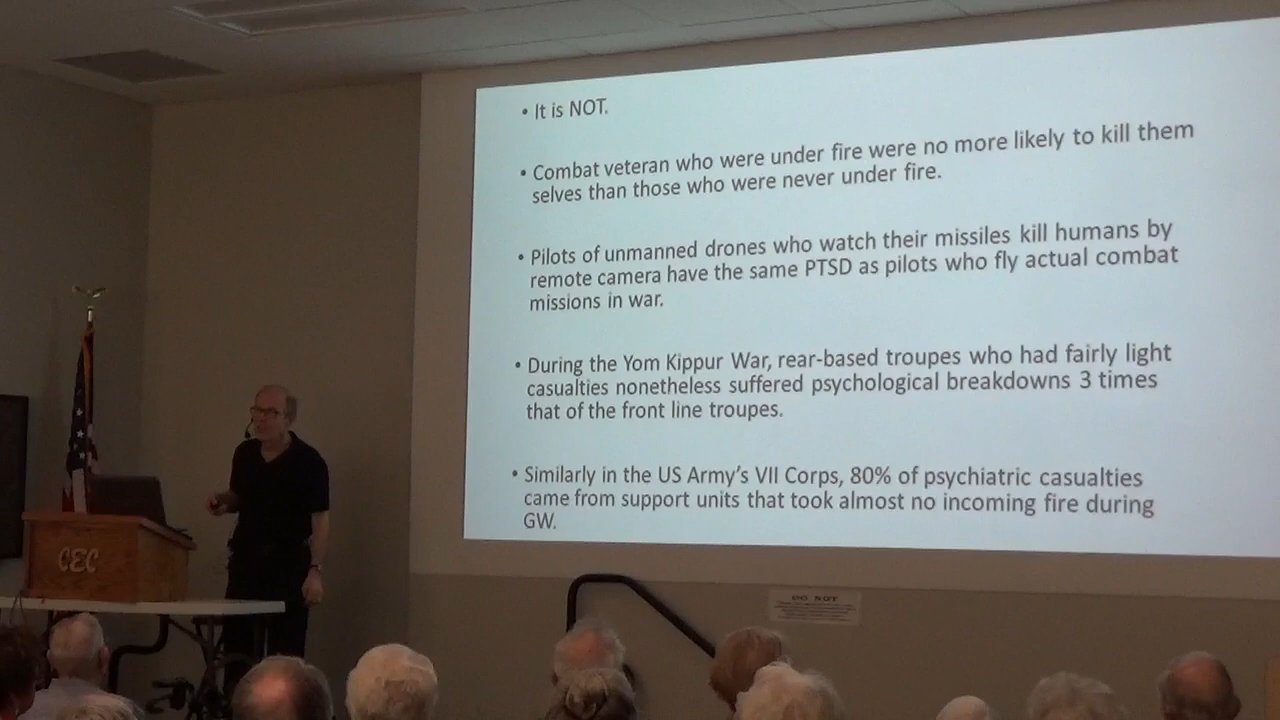 • It is NOT.
• Combat veteran who were under fire were no more likely to kill them
selves than those who were never under fire.
• Pilots of unmanned drones who watch their missiles kill humans by
remote camera have the same PTSD as pilots who fly actual combat
missions in war.
• During the Yom Kippur War, rear-based troupes who had fairly light
casualties nonetheless suffered psychological breakdowns 3 times
that of the front line troupes.
• Similarly in the US Army's VII Corps, 80% of psychiatric casualties
came from support units that took almost no incoming fire during
GW.
CEC
DO NOT